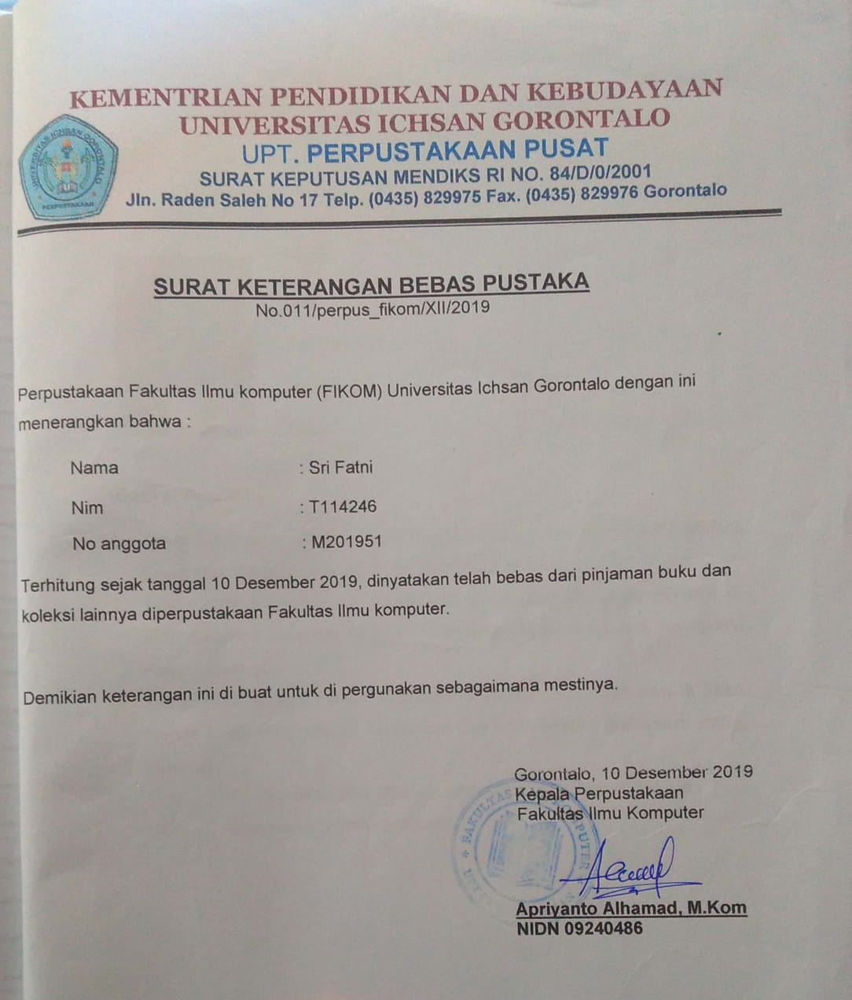 KEMENTRIAN PENDIDIKAN DAN KEBUDAYAAN
UNIVERSITAS ICHSAN GORONTALO
UPT. PERPUSTAKAAN PUSAT
SURAT KEPUTUSAN MENDIKS RI NO. 84/D/0/2001
Jln. Raden Saleh No 17 Telp. (0435) 829975 Fax. (0435) 829976 Gorontalo
UNIVERSITAS ICHSAN GORONTALO
PERPUSTAKAAN
SURAT KETERANGAN BEBAS PUSTAKA
No.011/perpus_fikom/XII/2019
Perpustakaan Fakultas Ilmu komputer (FIKOM) Universitas Ichsan Gorontalo dengan ini
menerangkan bahwa :
Nama : Sri Fatni
Nim : T114246
No anggota : M201951
Terhitung sejak tanggal 10 Desember 2019, dinyatakan telah bebas dari pinjaman buku dan
koleksi lainnya diperpustakaan Fakultas Ilmu komputer.
Demikian keterangan ini di buat untuk di pergunakan sebagaimana mestinya.
Gorontalo, 10 Desember 2019
Kepala Perpustakaan
Fakultas Ilmu Komputer
FAKULTAS
Apriyanto Alhamad, M.Kom
NIDN 09240486